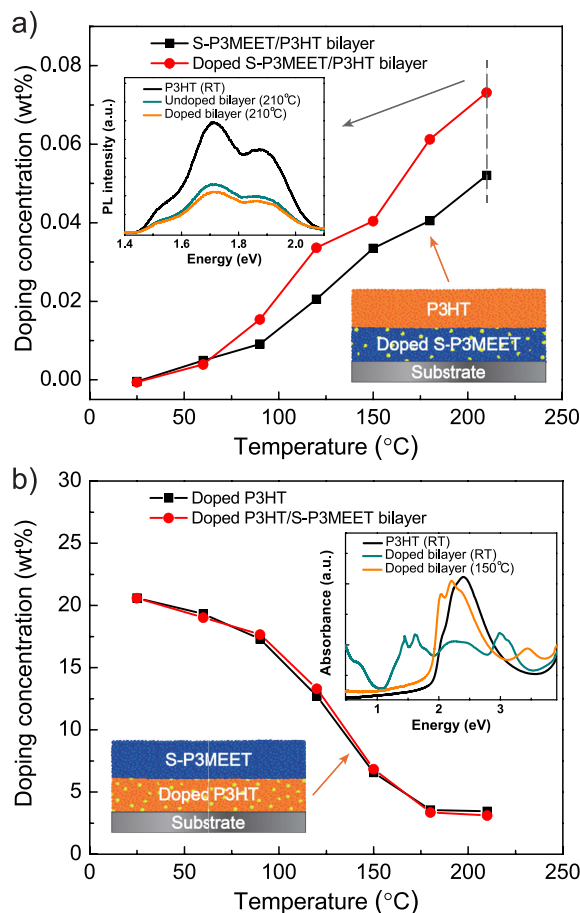 a)
S-P3MEET/P3HT bilayer
Doped S-P3MEET/P3HT bilayer
Doping concentration (wt%)
0.08
0.06
0.04
0.02
0.00
P3HT (RT)
Undoped bilayer (210°C)
Doped bilayer (210°C)
PL intensity (a.u.)
1.4 1.6 1.8 2.0
Energy (eV)
P3HT
Doped S-P3MEET
Substrate
0 50 100 150 200 250
Temperature (°C)
b)
Doped P3HT
Doped P3HT/S-P3MEET bilayer
Doping concentration (wt%)
30
25
20
15
10
5
0
P3HT (RT)
Doped bilayer (RT)
Doped bilayer (150°C)
Absorbance (a.u.)
1 2 3
Energy (eV)
S-P3MEET
Doped P3HT
Substrate
0 50 100 150 200 250
Temperature (°C)